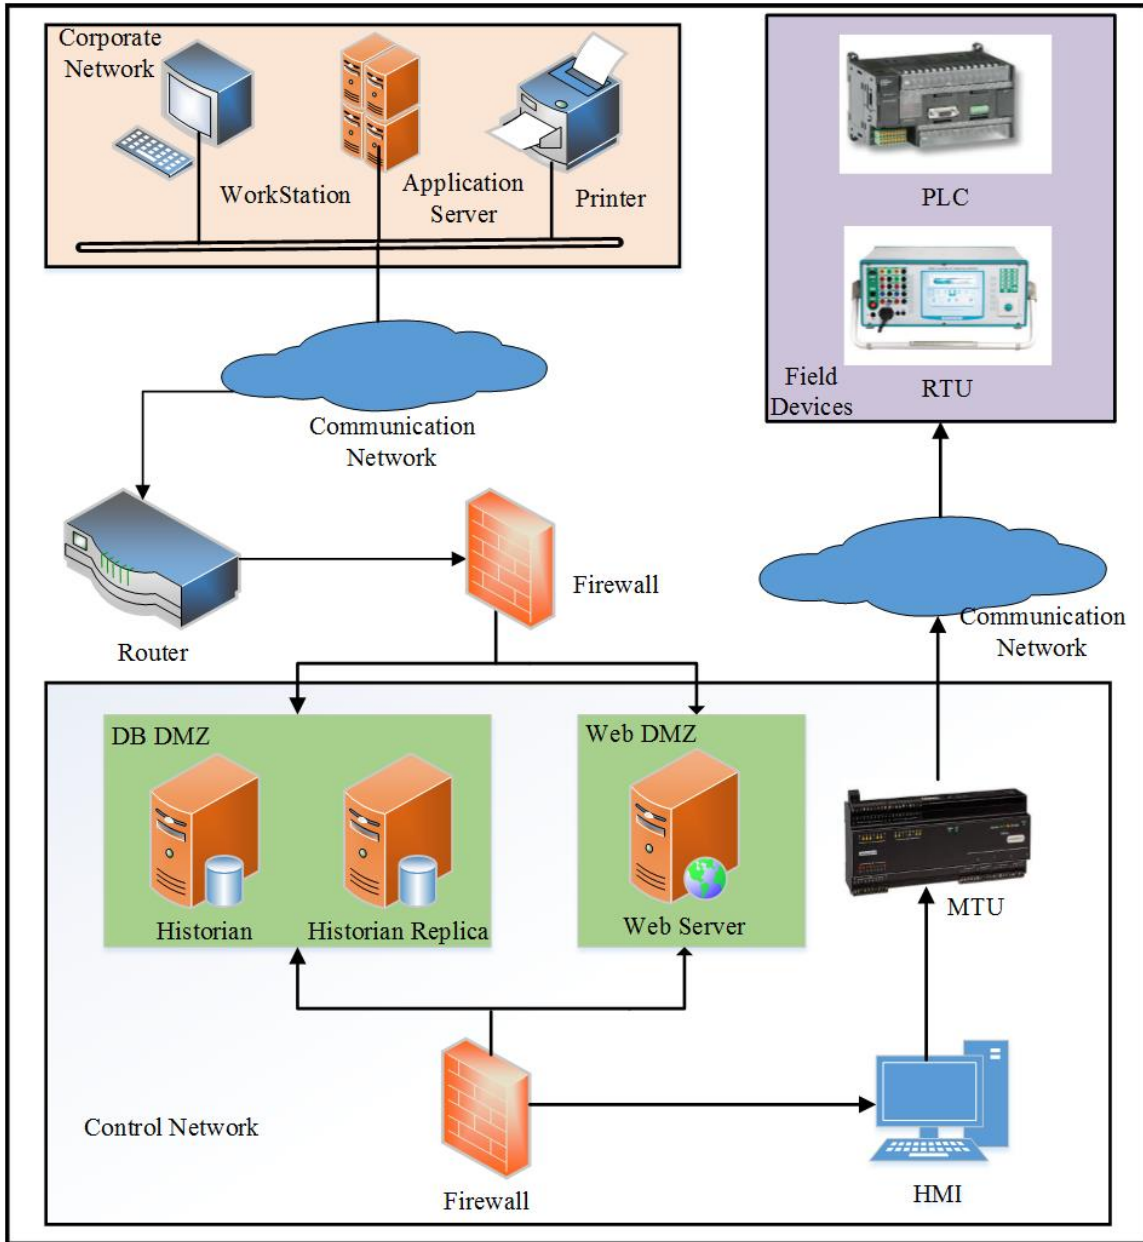 Corporate
Network
WorkStation
Application
Server
Printer
Communication
Network
Router
Firewall
PLC
RTU
Field
Devices
Communication
Network
DB DMZ
Historian
Historian Replica
Web DMZ
Web Server
MTU
Control Network
Firewall
HMI